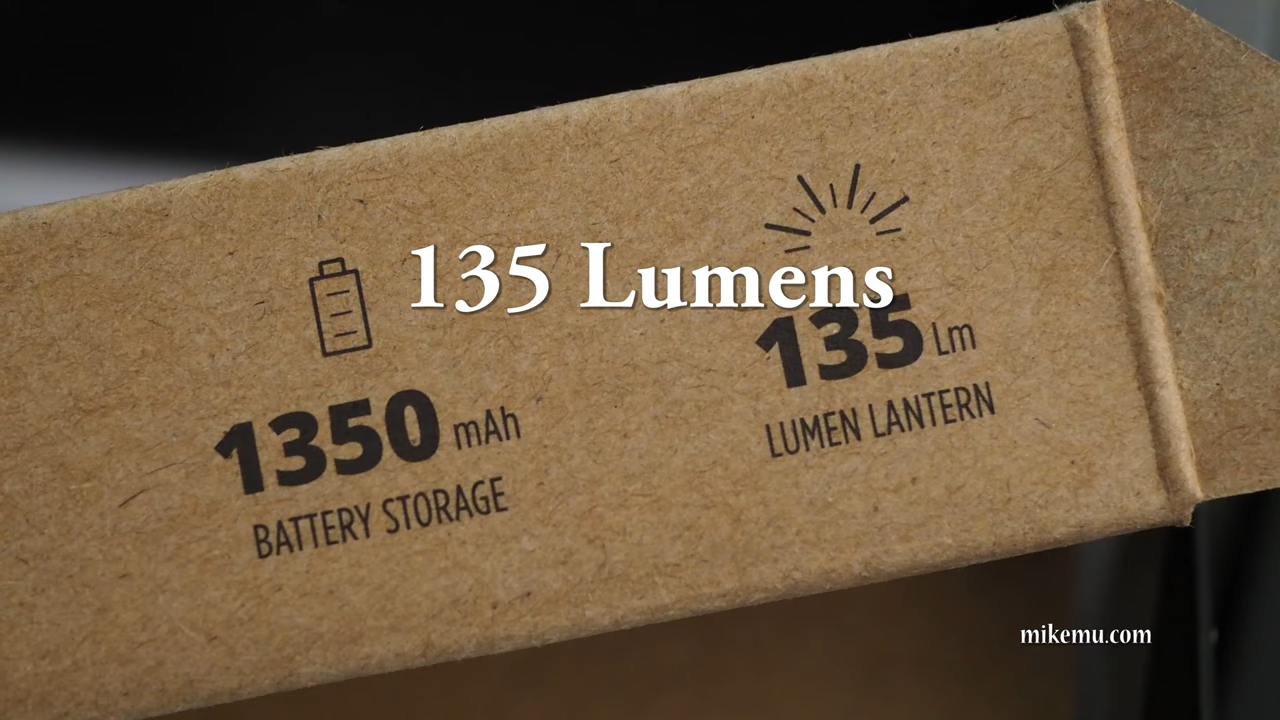 135 Lumens
1350 mAh
BATTERY STORAGE
135 Lm
LUMEN LANTERN
mikemu.com